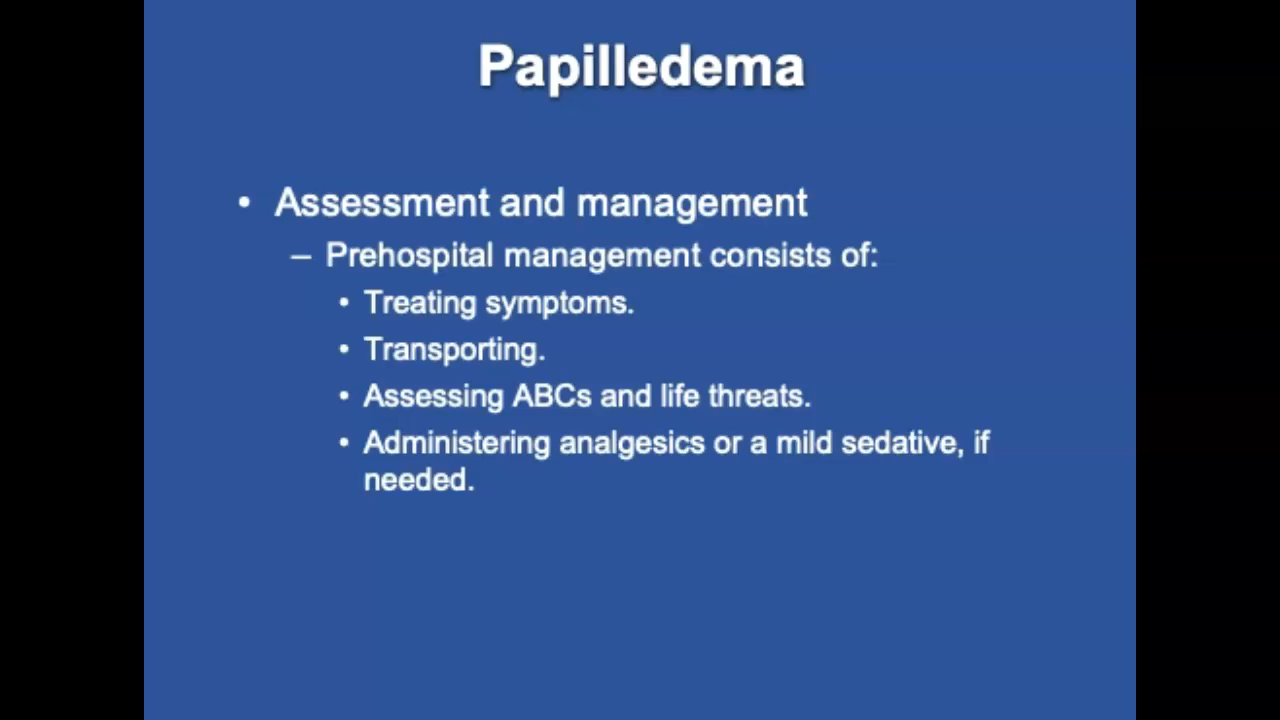 Papilledema
• Assessment and management
– Prehospital management consists of:
• Treating symptoms.
• Transporting.
• Assessing ABCs and life threats.
• Administering analgesics or a mild sedative, if
needed.